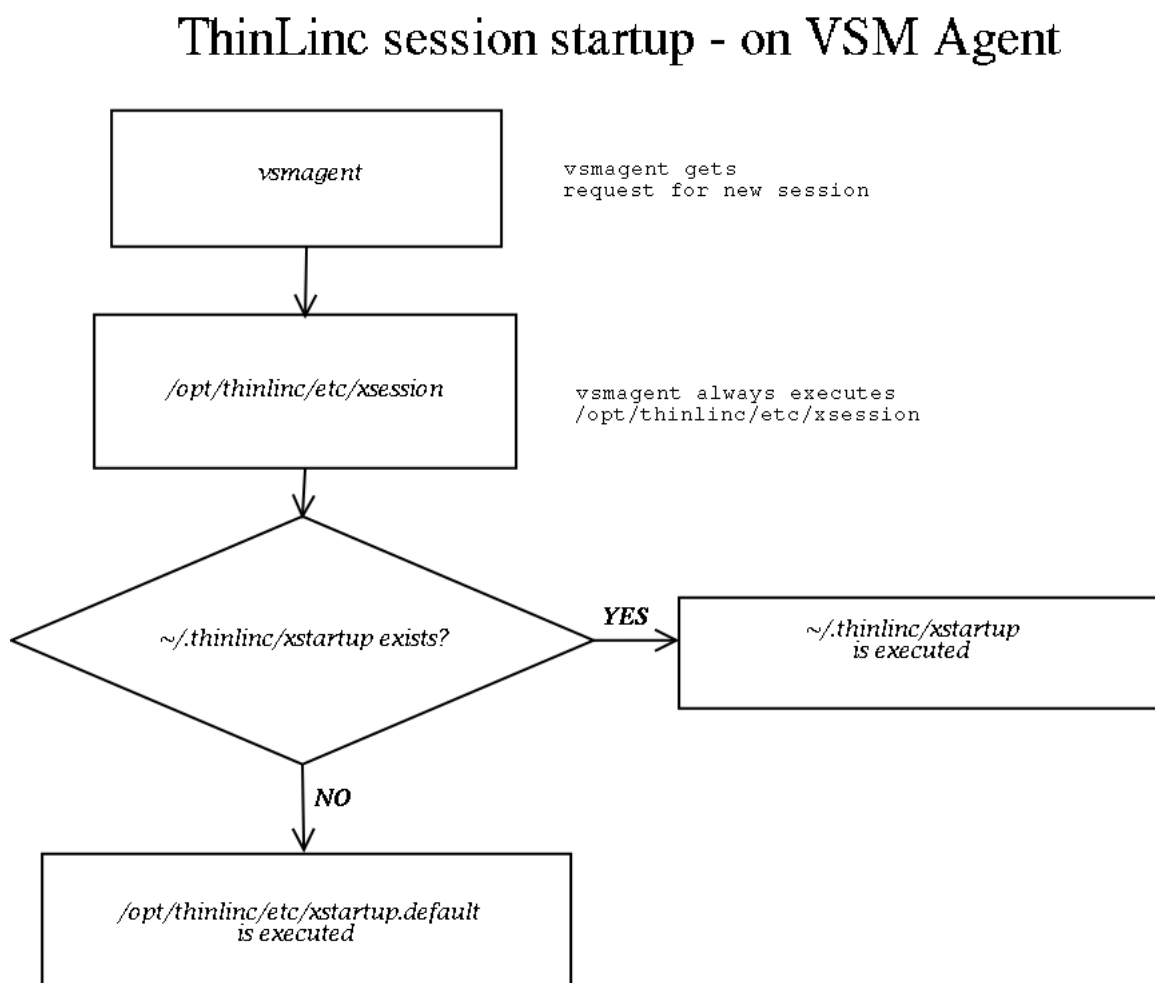 ThinLinc session startup - on VSM Agent
vsmagent
vsmagent gets
request for new session
/opt/thinlinc/etc/xsession
vsmagent always executes
/opt/thinlinc/etc/xsession
~/.thinlinc/xstartup exists?
YES
~/.thinlinc/xstartup
is executed
NO
/opt/thinlinc/etc/xstartup.default
is executed